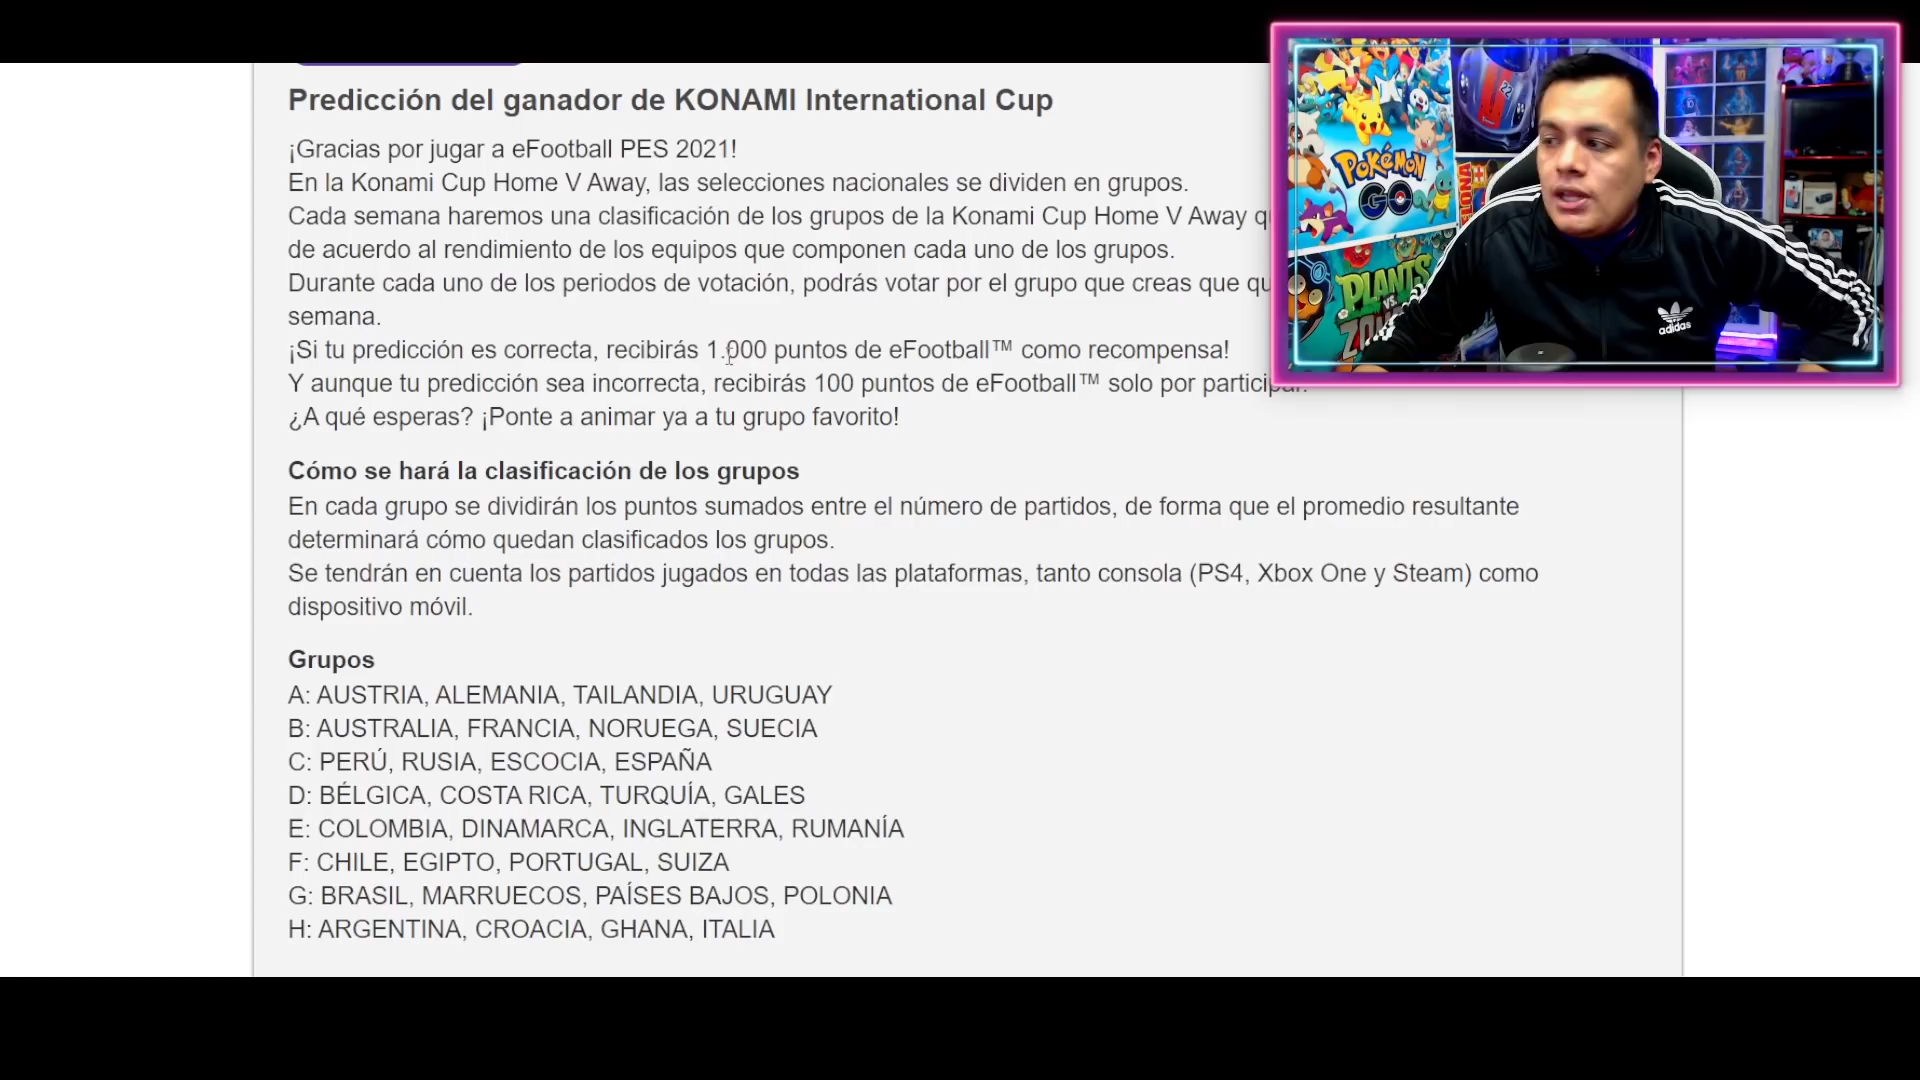 Predicción del ganador de KONAMI International Cup
¡Gracias por jugar a eFootball PES 2021!
En la Konami Cup Home V Away, las selecciones nacionales se dividen en grupos.
Cada semana haremos una clasificación de los grupos de la Konami Cup Home V Away
de acuerdo al rendimiento de los equipos que componen cada uno de los grupos.
Durante cada uno de los periodos de votación, podrás votar por el grupo que creas que
semana.
¡Si tu predicción es correcta, recibirás 1.000 puntos de eFootball™ como recompensa!
Y aunque tu predicción sea incorrecta, recibirás 100 puntos de eFootball™ solo por participar.
¿A qué esperas? ¡Ponte a animar ya a tu grupo favorito!
Cómo se hará la clasificación de los grupos
En cada grupo se dividirán los puntos sumados entre el número de partidos, de forma que el promedio resultante
determinará cómo quedan clasificados los grupos.
Se tendrán en cuenta los partidos jugados en todas las plataformas, tanto consola (PS4, Xbox One y Steam) como
dispositivo móvil.
Grupos
A: AUSTRIA, ALEMANIA, TAILANDIA, URUGUAY
B: AUSTRALIA, FRANCIA, NORUEGA, SUECIA
C: PERÚ, RUSIA, ESCOCIA, ESPAÑA
D: BÉLGICA, COSTA RICA, TURQUÍA, GALES
E: COLOMBIA, DINAMARCA, INGLATERRA, RUMANÍA
F: CHILE, EGIPTO, PORTUGAL, SUIZA
G: BRASIL, MARRUECOS, PAÍSES BAJOS, POLONIA
H: ARGENTINA, CROACIA, GHANA, ITALIA
POKÉMON
GO
PLANTS
VS.
adidas
22